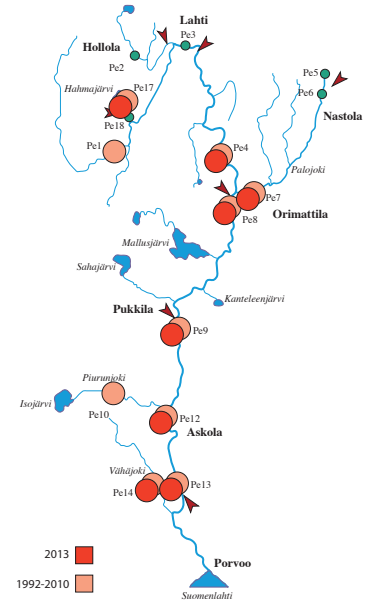 Lahti
Pe3
Hollola
Pe2
Pe5
Pe6
Nastola
Hahmajärvi
Pe17
Pe18
Pe1
Pe4
Palojoki
Pe7
Orimattila
Pe8
Mallusjärvi
Sahajärvi
Kanteleenjärvi
Pukkila
Pe9
Piurunjoki
Isojärvi
Pe10
Pe12
Askola
Vähäjoki
Pe13
Pe14
2013
Porvoo
1992-2010
Suomenlahti